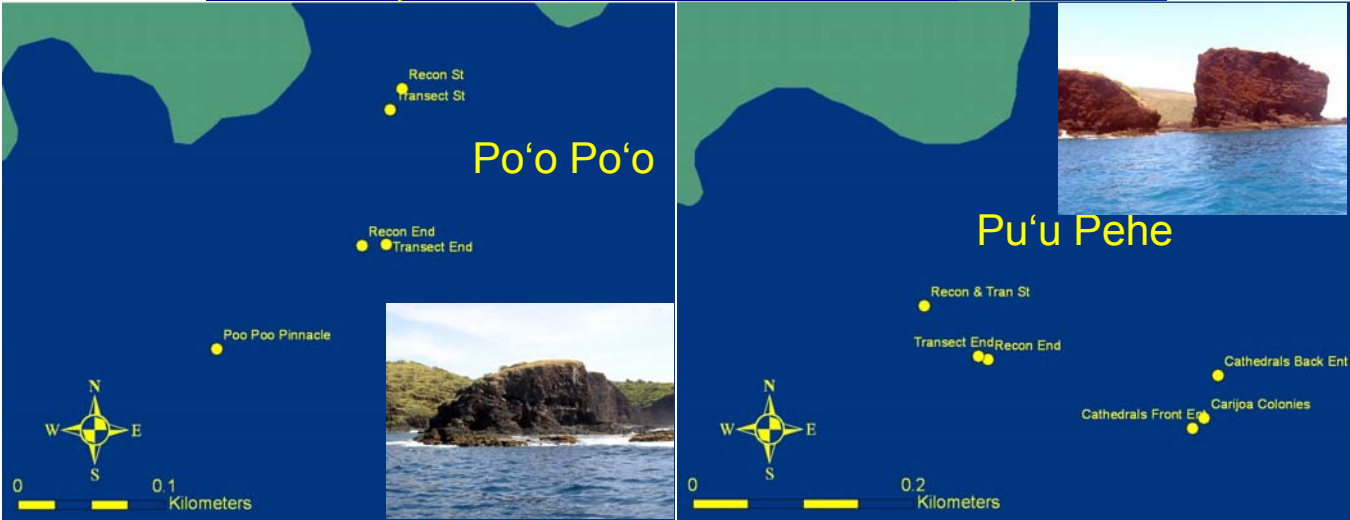 Recon St
Transect St
Po‘o Po‘o
Recon End
Transect End
Poo Poo Pinnacle
N
W E
S
0 0.1
Kilometers
Pu‘u Pehe
Recon & Tran St
Transect End Recon End
Cathedrals Back Ent
Carijoa Colonies
Cathedrals Front Ent
N
W E
S
0 0.2
Kilometers